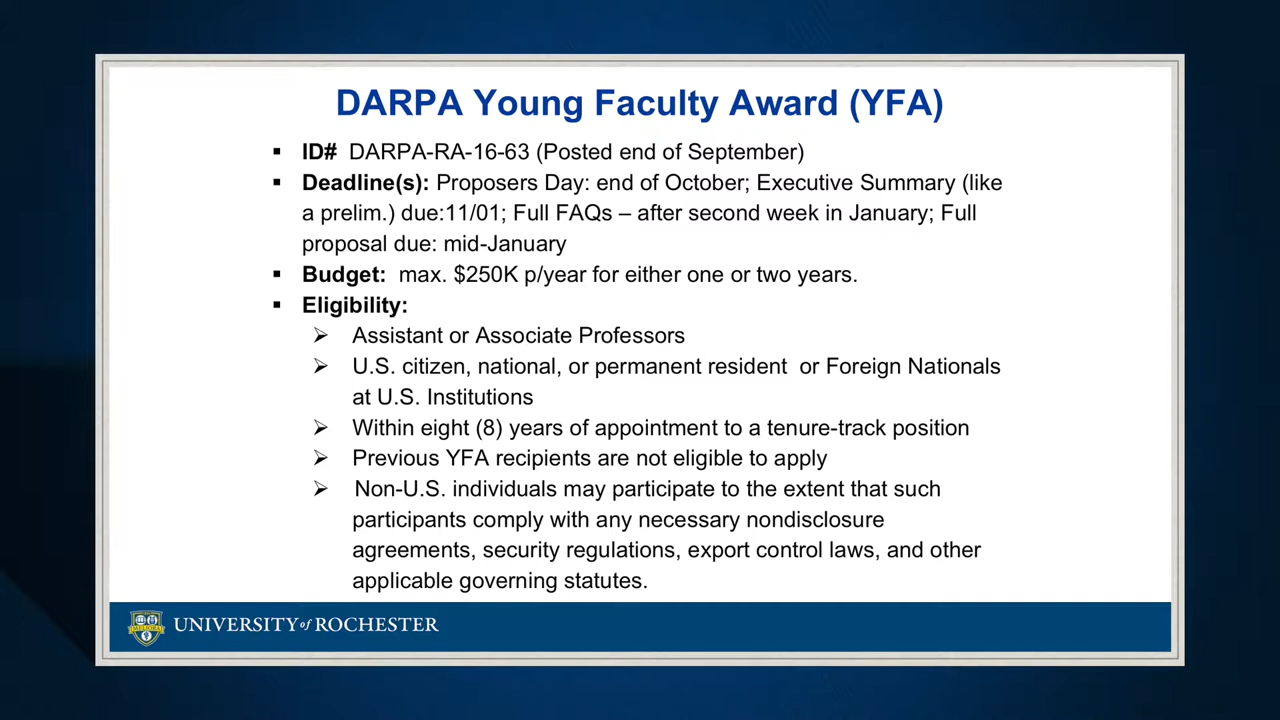 DARPA Young Faculty Award (YFA)
▪ ID# DARPA-RA-16-63 (Posted end of September)
▪ Deadline(s): Proposers Day: end of October; Executive Summary (like
a prelim.) due:11/01; Full FAQs – after second week in January; Full
proposal due: mid-January
▪ Budget: max. $250K p/year for either one or two years.
▪ Eligibility:
➢ Assistant or Associate Professors
➢ U.S. citizen, national, or permanent resident or Foreign Nationals
at U.S. Institutions
➢ Within eight (8) years of appointment to a tenure-track position
➢ Previous YFA recipients are not eligible to apply
➢ Non-U.S. individuals may participate to the extent that such
participants comply with any necessary nondisclosure
agreements, security regulations, export control laws, and other
applicable governing statutes.
MELIORA
UNIVERSITY of ROCHESTER